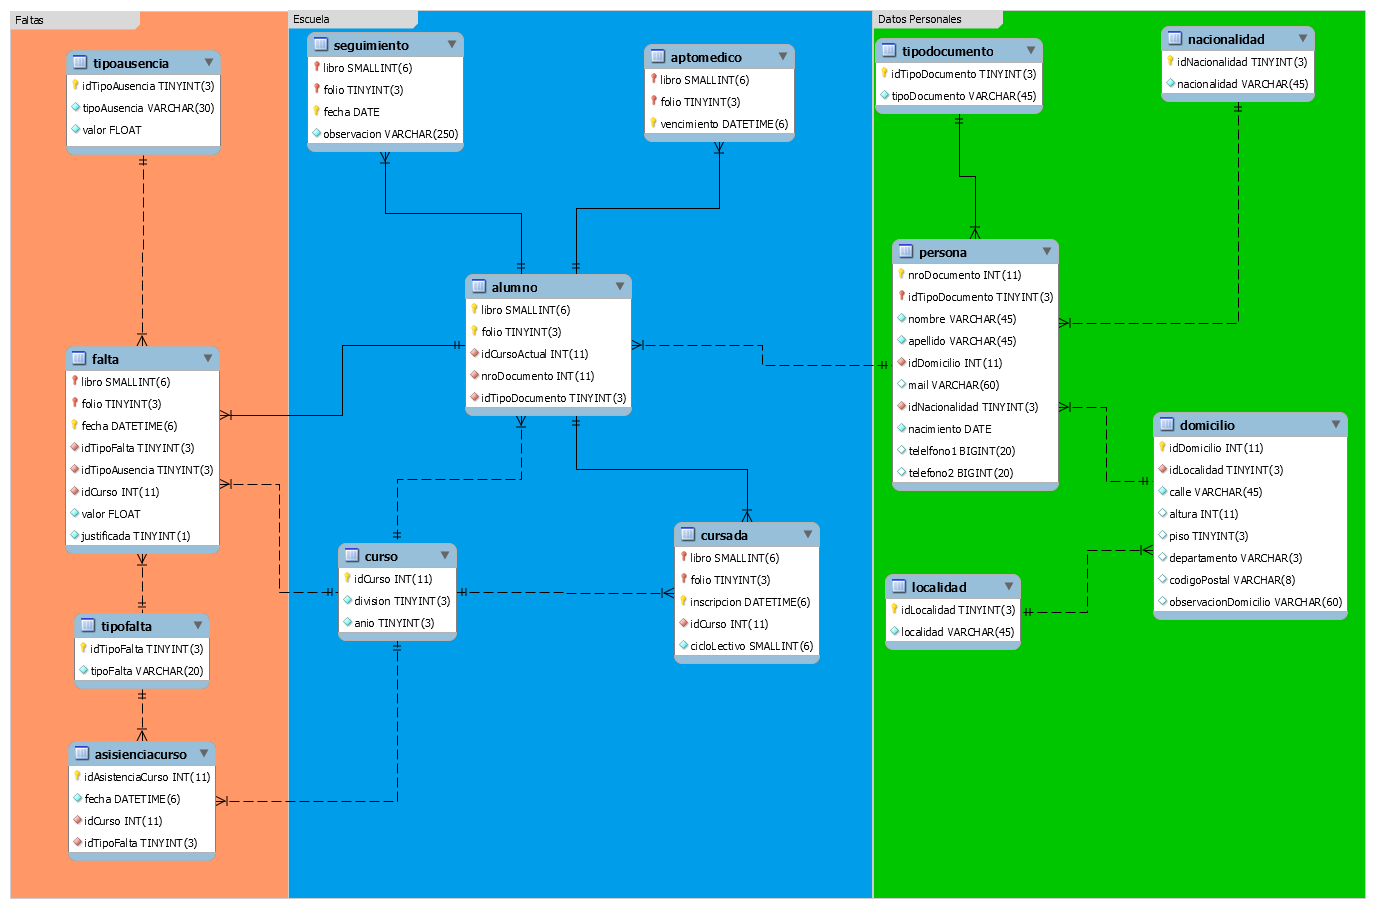 Faltas
tipoausencia
idTipoAusencia TINYINT(3)
tipoAusencia VARCHAR(30)
valor FLOAT
falta
libro SMALLINT(6)
folio TINYINT(3)
fecha DATETIME(6)
idTipoFalta TINYINT(3)
idTipoAusencia TINYINT(3)
idCurso INT(11)
valor FLOAT
justificada TINYINT(1)
tipofalta
idTipoFalta TINYINT(3)
tipoFalta VARCHAR(20)
asisienciacurso
idAsistenciaCurso INT(11)
fecha DATETIME(6)
idCurso INT(11)
idTipoFalta TINYINT(3)
Escuela
seguimiento
libro SMALLINT(6)
folio TINYINT(3)
fecha DATE
observacion VARCHAR(250)
aptomedico
libro SMALLINT(6)
folio TINYINT(3)
vencimiento DATETIME(6)
alumno
libro SMALLINT(6)
folio TINYINT(3)
idCursoActual INT(11)
nroDocumento INT(11)
idTipoDocumento TINYINT(3)
curso
idCurso INT(11)
division TINYINT(3)
anio TINYINT(3)
cursada
libro SMALLINT(6)
folio TINYINT(3)
inscripcion DATETIME(6)
idCurso INT(11)
cicloLectivo SMALLINT(6)
Datos Personales
tipodocumento
idTipoDocumento TINYINT(3)
tipoDocumento VARCHAR(45)
nacionalidad
idNacionalidad TINYINT(3)
nacionalidad VARCHAR(45)
persona
nroDocumento INT(11)
idTipoDocumento TINYINT(3)
nombre VARCHAR(45)
apellido VARCHAR(45)
idDomicilio INT(11)
mail VARCHAR(60)
idNacionalidad TINYINT(3)
nacimiento DATE
telelfono1 BIGINT(20)
telefono2 BIGINT(20)
domicilio
idDomicilio INT(11)
idLocalidad TINYINT(3)
calle VARCHAR(45)
altura INT(11)
piso TINYINT(3)
departamento VARCHAR(3)
codigoPostal VARCHAR(8)
observacionDomicilio VARCHAR(60)
localidad
idLocalidad TINYINT(3)
localidad VARCHAR(45)